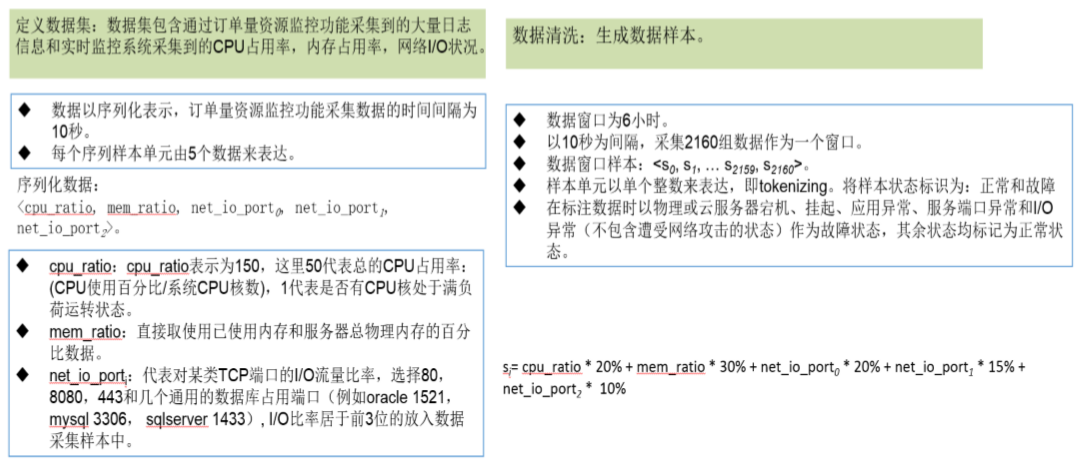 定义数据集：数据集包含通过订单量资源监控功能采集到的大量日志
信息和实时监控系统采集到的CPU占用率，内存占用率，网络I/O状况。
◆ 数据以序列化表示，订单量资源监控功能采集数据的时间间隔为
10秒。
◆ 每个序列样本单元由5个数据来表达。
序列化数据：
<cpu_ratio, mem_ratio, net_io_port0, net_io_port1,
net_io_port2>。
◆ cpu_ratio：cpu_ratio表示为150，这里50代表总的CPU占用率：
(CPU使用百分比/系统CPU核数)，1代表是否有CPU核处于满负
荷运转状态。
◆ mem_ratio：直接取使用已使用内存和服务器总物理内存的百分
比数据。
◆ net_io_porti：代表对某类TCP端口的I/O流量比率，选择80，
8080，443和几个通用的数据库占用端口（例如oracle 1521，
mysql 3306， sqlserver 1433）, I/O比率居于前3位的放入数据
采集样本中。
数据清洗：生成数据样本。
◆ 数据窗口为6小时。
◆ 以10秒为间隔，采集2160组数据作为一个窗口。
◆ 数据窗口样本：<s0, s1, … s2159, s2160>。
◆ 样本单元以单个整数来表达，即tokenizing。将样本状态标识为：正常和故障
◆ 在标注数据时以物理或云服务器宕机、挂起、应用异常、服务端口异常和I/O
异常（不包含遭受网络攻击的状态）作为故障状态，其余状态均标记为正常状
态。
si= cpu_ratio * 20% + mem_ratio * 30% + net_io_port0 * 20% + net_io_port1 * 15% +
net_io_port2 * 10%